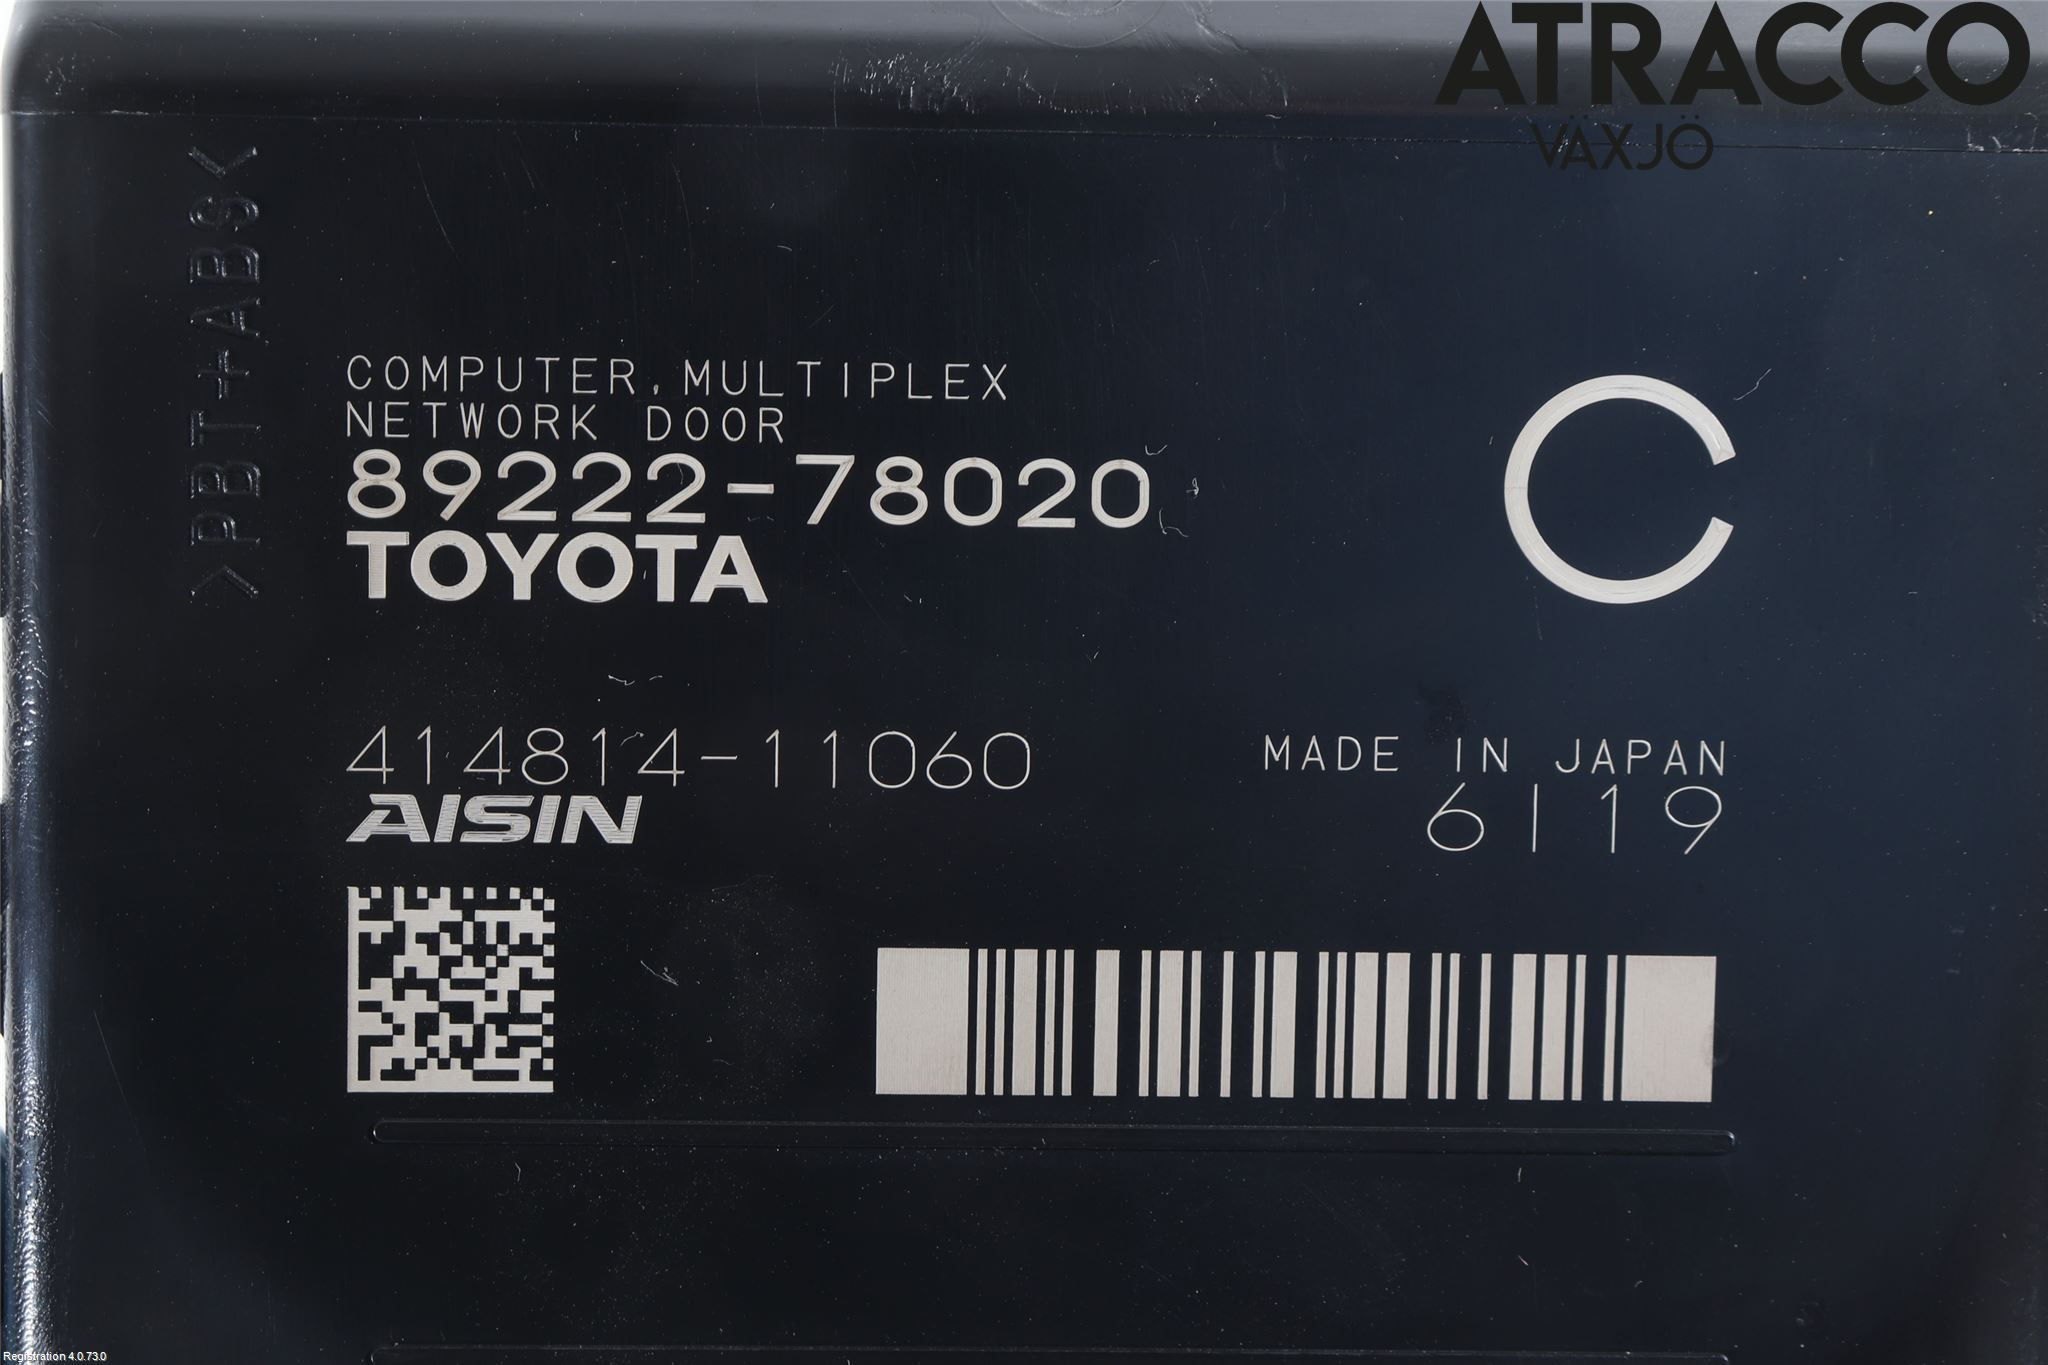 ATRACCO
VÄXJÖ
>PBT+ABS<
COMPUTER, MULTIPLEX
NETWORK DOOR
89222-78020
TOYOTA
C
414814-11060
AISIN
MADE IN JAPAN
6I19
Registration 4.0.73.0